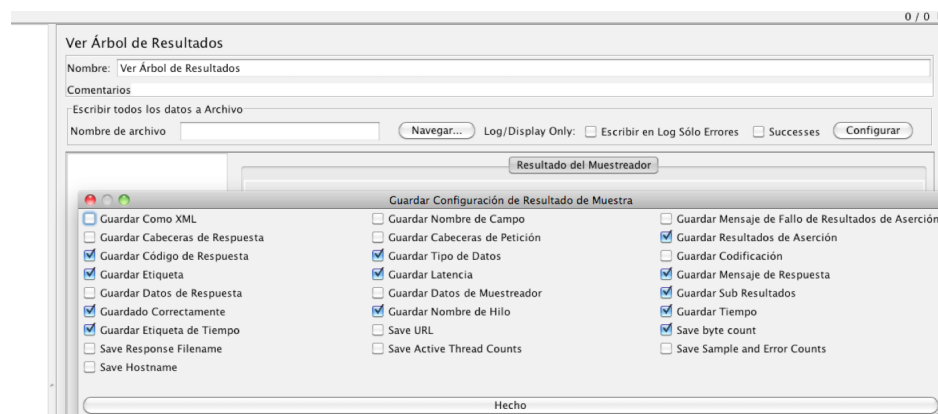 0 / 0
Ver Árbol de Resultados
Nombre: Ver Árbol de Resultados
Comentarios
Escribir todos los datos a Archivo
Nombre de archivo Navegar... Log/Display Only: Escribir en Log Sólo Errores Successes Configurar
Resultado del Muestreador
Guardar Configuración de Resultado de Muestra
Guardar Como XML Guardar Nombre de Campo Guardar Mensaje de Fallo de Resultados de Aserción
Guardar Cabeceras de Respuesta Guardar Cabeceras de Petición Guardar Resultados de Aserción
Guardar Código de Respuesta Guardar Tipo de Datos Guardar Codificación
Guardar Etiqueta Guardar Latencia Guardar Mensaje de Respuesta
Guardar Datos de Respuesta Guardar Datos de Muestreador Guardar Sub Resultados
Guardado Correctamente Guardar Nombre de Hilo Guardar Tiempo
Guardar Etiqueta de Tiempo Save URL Save byte count
Save Response Filename Save Active Thread Counts Save Sample and Error Counts
Save Hostname
Hecho